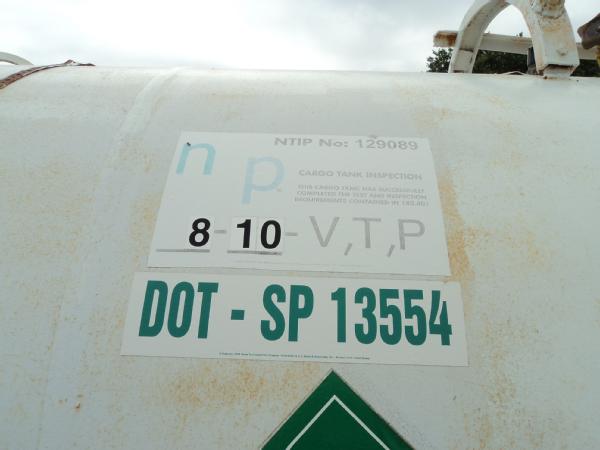 NTIP No: 129089
n p
CARGO TANK INSPECTION
THIS CARGO TANK HAS SUCCESSFULLY
COMPLETED THE TEST AND INSPECTION
REQUIREMENTS CONTAINED IN 180.407
8-10-V,T,P
DOT - SP 13554